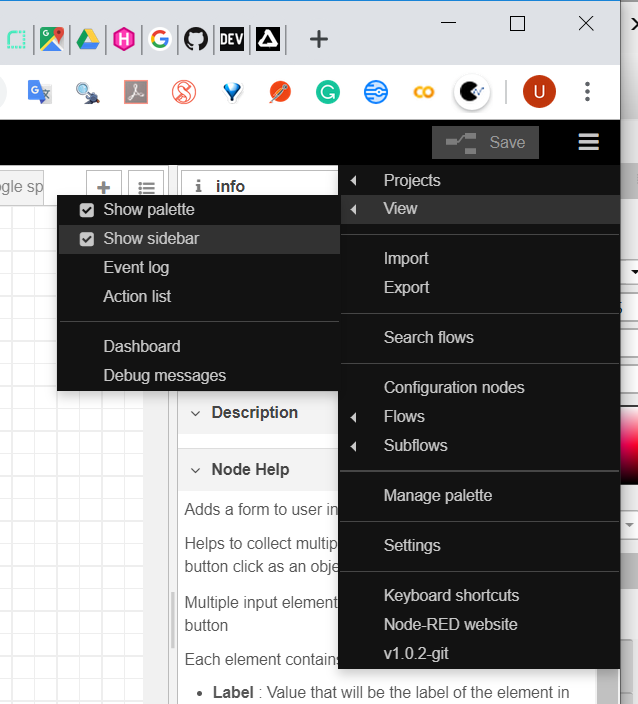 DEV
G
U
Save
gle sp
info
Projects
View
Import
Export
Search flows
Configuration nodes
Flows
Subflows
Manage palette
Settings
Keyboard shortcuts
Node-RED website
v1.0.2-git
Show palette
Show sidebar
Event log
Action list
Dashboard
Debug messages
Description
Node Help
Adds a form to user in
Helps to collect multip
button click as an obje
Multiple input element
button
Each element contains
• Label : Value that will be the label of the element in